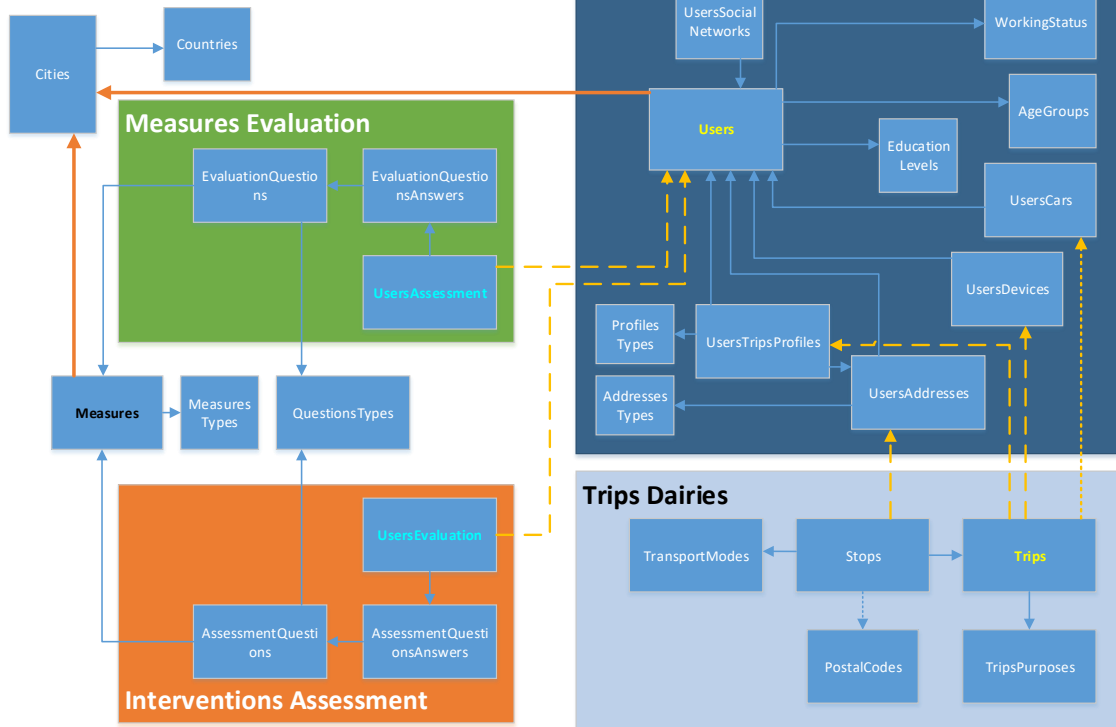 Cities
Countries
Measures Evaluation
EvaluationQuestio
ns
EvaluationQuestio
nsAnswers
UsersAssessment
Measures
Measures
Types
QuestionsTypes
UsersEvaluation
AssessmentQuesti
ons
AssessmentQuesti
onsAnswers
Interventions Assessment
UsersSocial
Networks
WorkingStatus
Users
AgeGroups
Education
Levels
UsersCars
UsersDevices
Profiles
Types
UsersTripsProfiles
Addresses
Types
UsersAddresses
Trips Dairies
TransportModes
Stops
Trips
PostalCodes
TripsPurposes